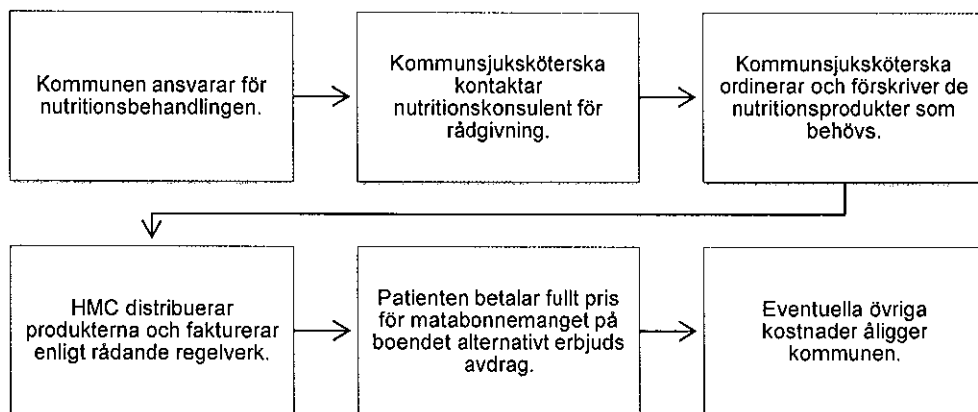 Kommunen ansvarar för
nutritionsbehandlingen.
Kommunsjuksköterska
kontaktar
nutritionskonsulent för
rådgivning.
Kommunsjuksköterska
ordinerar och förskriver de
nutritionsprodukter som
behövs.
HMC distribuerar
produkterna och fakturerar
enligt rådande regelverk.
Patienten betalar fullt pris
för matabonnemanget på
boendet alternativt erbjuds
avdrag.
Eventuella övriga
kostnader åligger
kommunen.